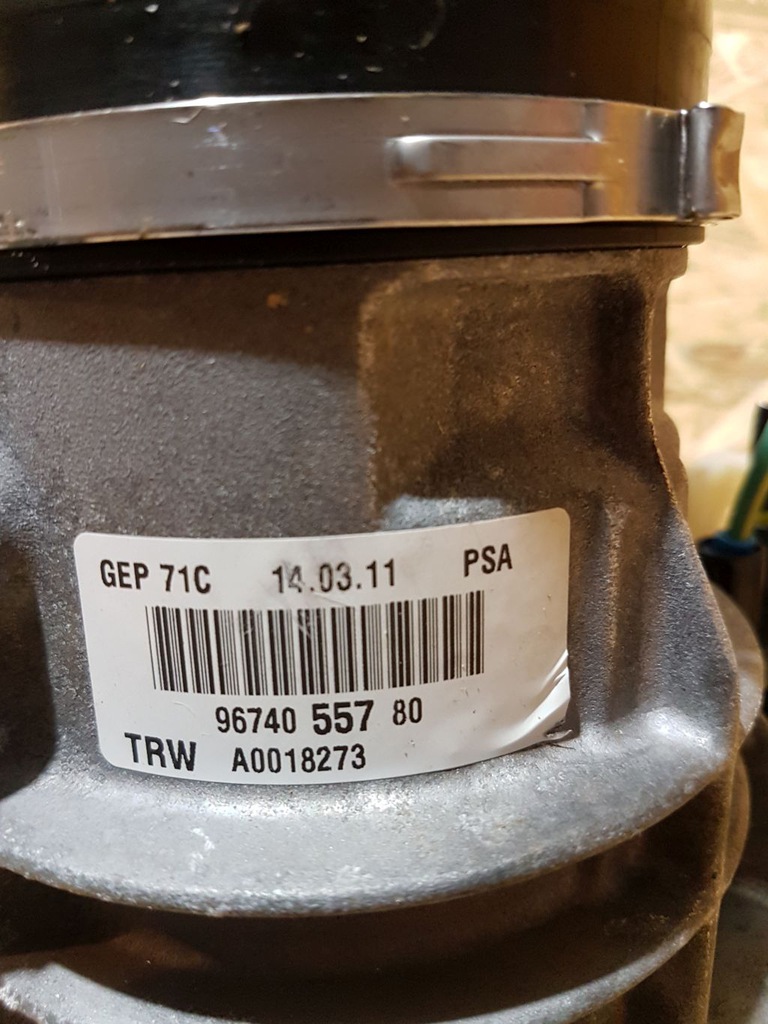 GEP 71C 14.03.11 PSA
96740 557 80
TRW A0018273